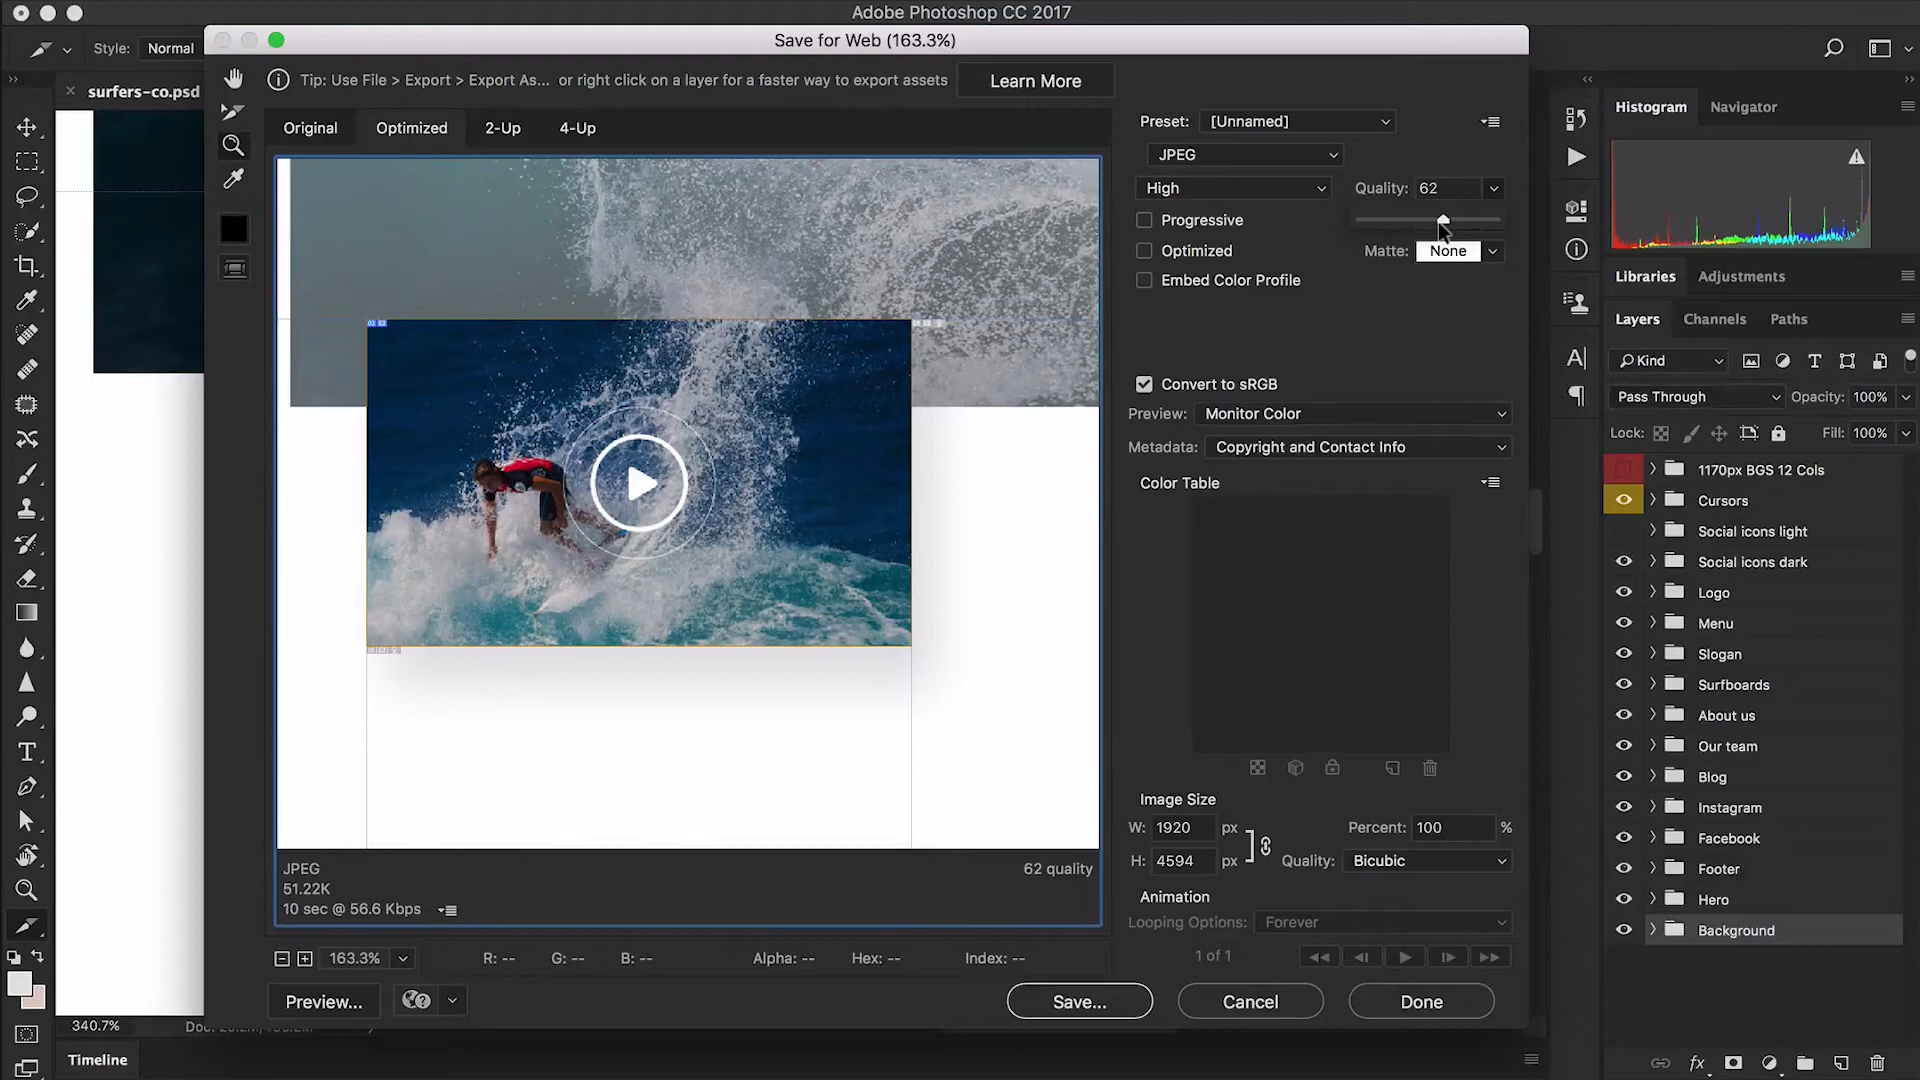 Adobe Photoshop CC 2017
Style: Normal
Save for Web (163.3%)
surfers-co.psd
Tip: Use File > Export > Export As... or right click on a layer for a faster way to export assets
Learn More
Original Optimized 2-Up 4-Up
Preset: [Unnamed]
JPEG
High
Quality: 62
Progressive
Optimized
Matte: None
Embed Color Profile
Convert to sRGB
Preview: Monitor Color
Metadata: Copyright and Contact Info
Color Table
Image Size
W: 1920 px
Percent: 100 %
H: 4594 px
Quality: Bicubic
Animation
Looping Options: Forever
1 of 1
JPEG
62 quality
51.22K
10 sec @ 56.6 Kbps
163.3%
R: -- G: -- B: -- Alpha: -- Hex: -- Index: --
Preview...
Save... Cancel Done
340.7%
Timeline
Histogram Navigator
Libraries Adjustments
Layers Channels Paths
Kind
Pass Through
Opacity: 100%
Lock:
Fill: 100%
1170px BGS 12 Cols
Cursors
Social icons light
Social icons dark
Logo
Menu
Slogan
Surfboards
About us
Our team
Blog
Instagram
Facebook
Footer
Hero
Background
fx